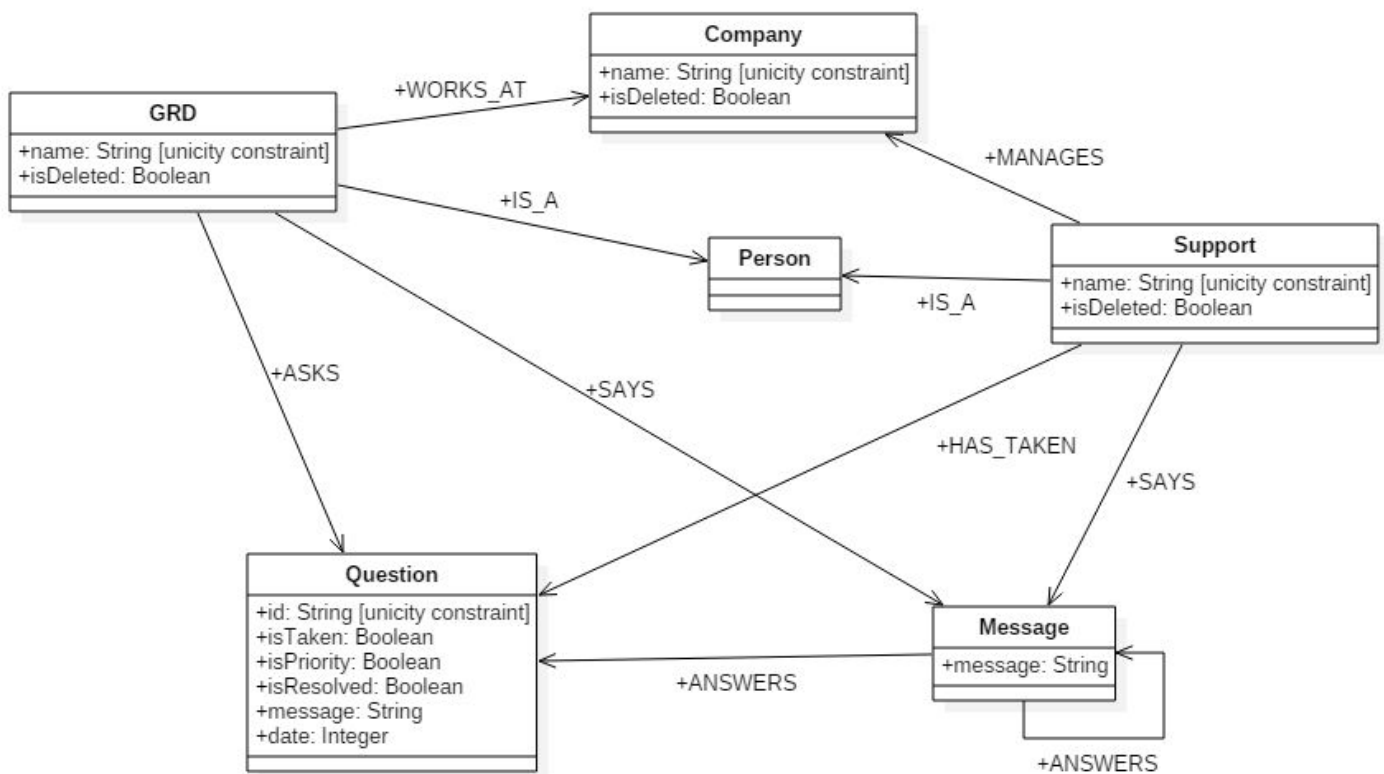 Company
+name: String [unicity constraint]
+isDeleted: Boolean
+WORKS_AT
GRD
+name: String [unicity constraint]
+isDeleted: Boolean
+MANAGES
+IS_A
Person
Support
+name: String [unicity constraint]
+isDeleted: Boolean
+IS_A
+ASKS
+SAYS
+HAS_TAKEN
+SAYS
Question
+id: String [unicity constraint]
+isTaken: Boolean
+isPriority: Boolean
+isResolved: Boolean
+message: String
+date: Integer
Message
+message: String
+ANSWERS
+ANSWERS